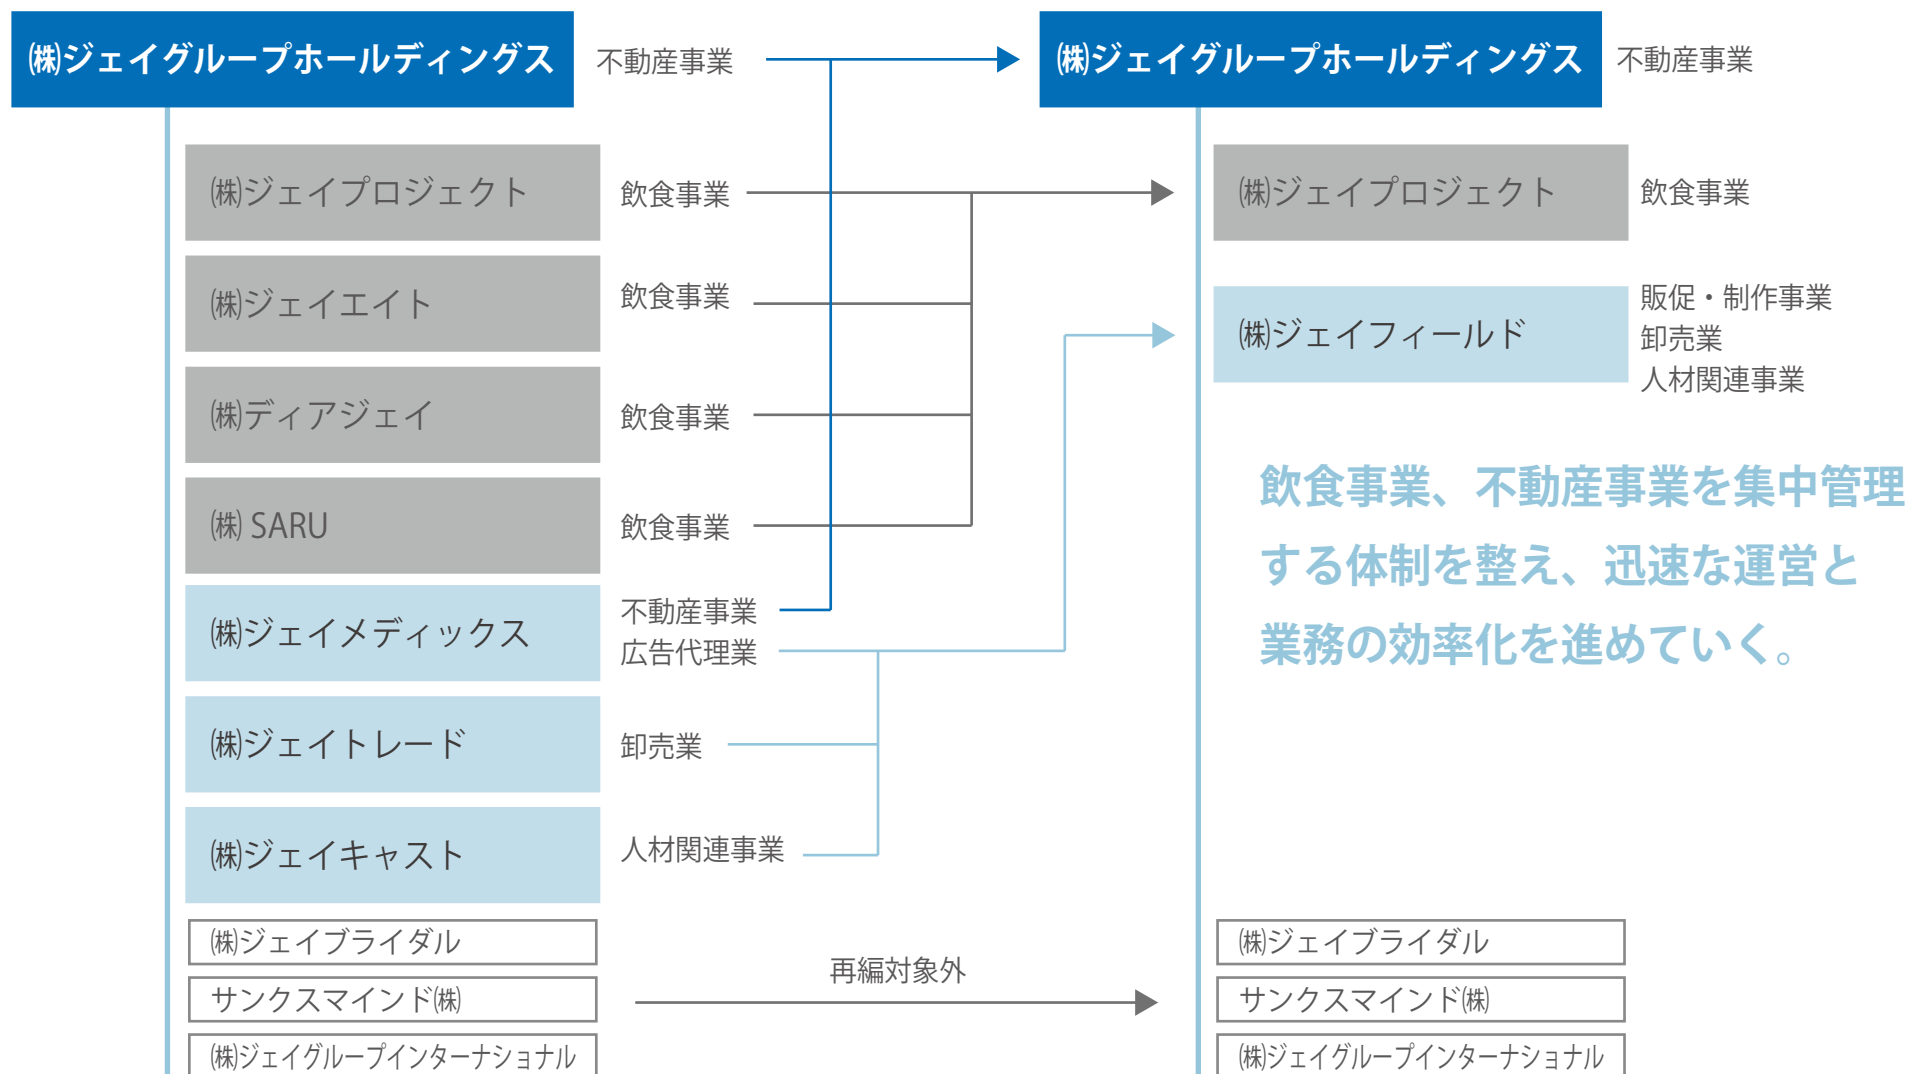 ㈱ジェイグループホールディングス
不動産事業
㈱ジェイプロジェクト
飲食事業
㈱ジェイエイト
飲食事業
㈱ディアジェイ
飲食事業
㈱ SARU
飲食事業
㈱ジェイメディックス
不動産事業
広告代理業
㈱ジェイトレード
卸売業
㈱ジェイキャスト
人材関連事業
㈱ジェイブライダル
サンクスマインド㈱
㈱ジェイグループインターナショナル
再編対象外
㈱ジェイグループホールディングス
不動産事業
㈱ジェイプロジェクト
飲食事業
㈱ジェイフィールド
販促・制作事業
卸売業
人材関連事業
飲食事業、不動産事業を集中管理
する体制を整え、迅速な運営と
業務の効率化を進めていく。
㈱ジェイブライダル
サンクスマインド㈱
㈱ジェイグループインターナショナル